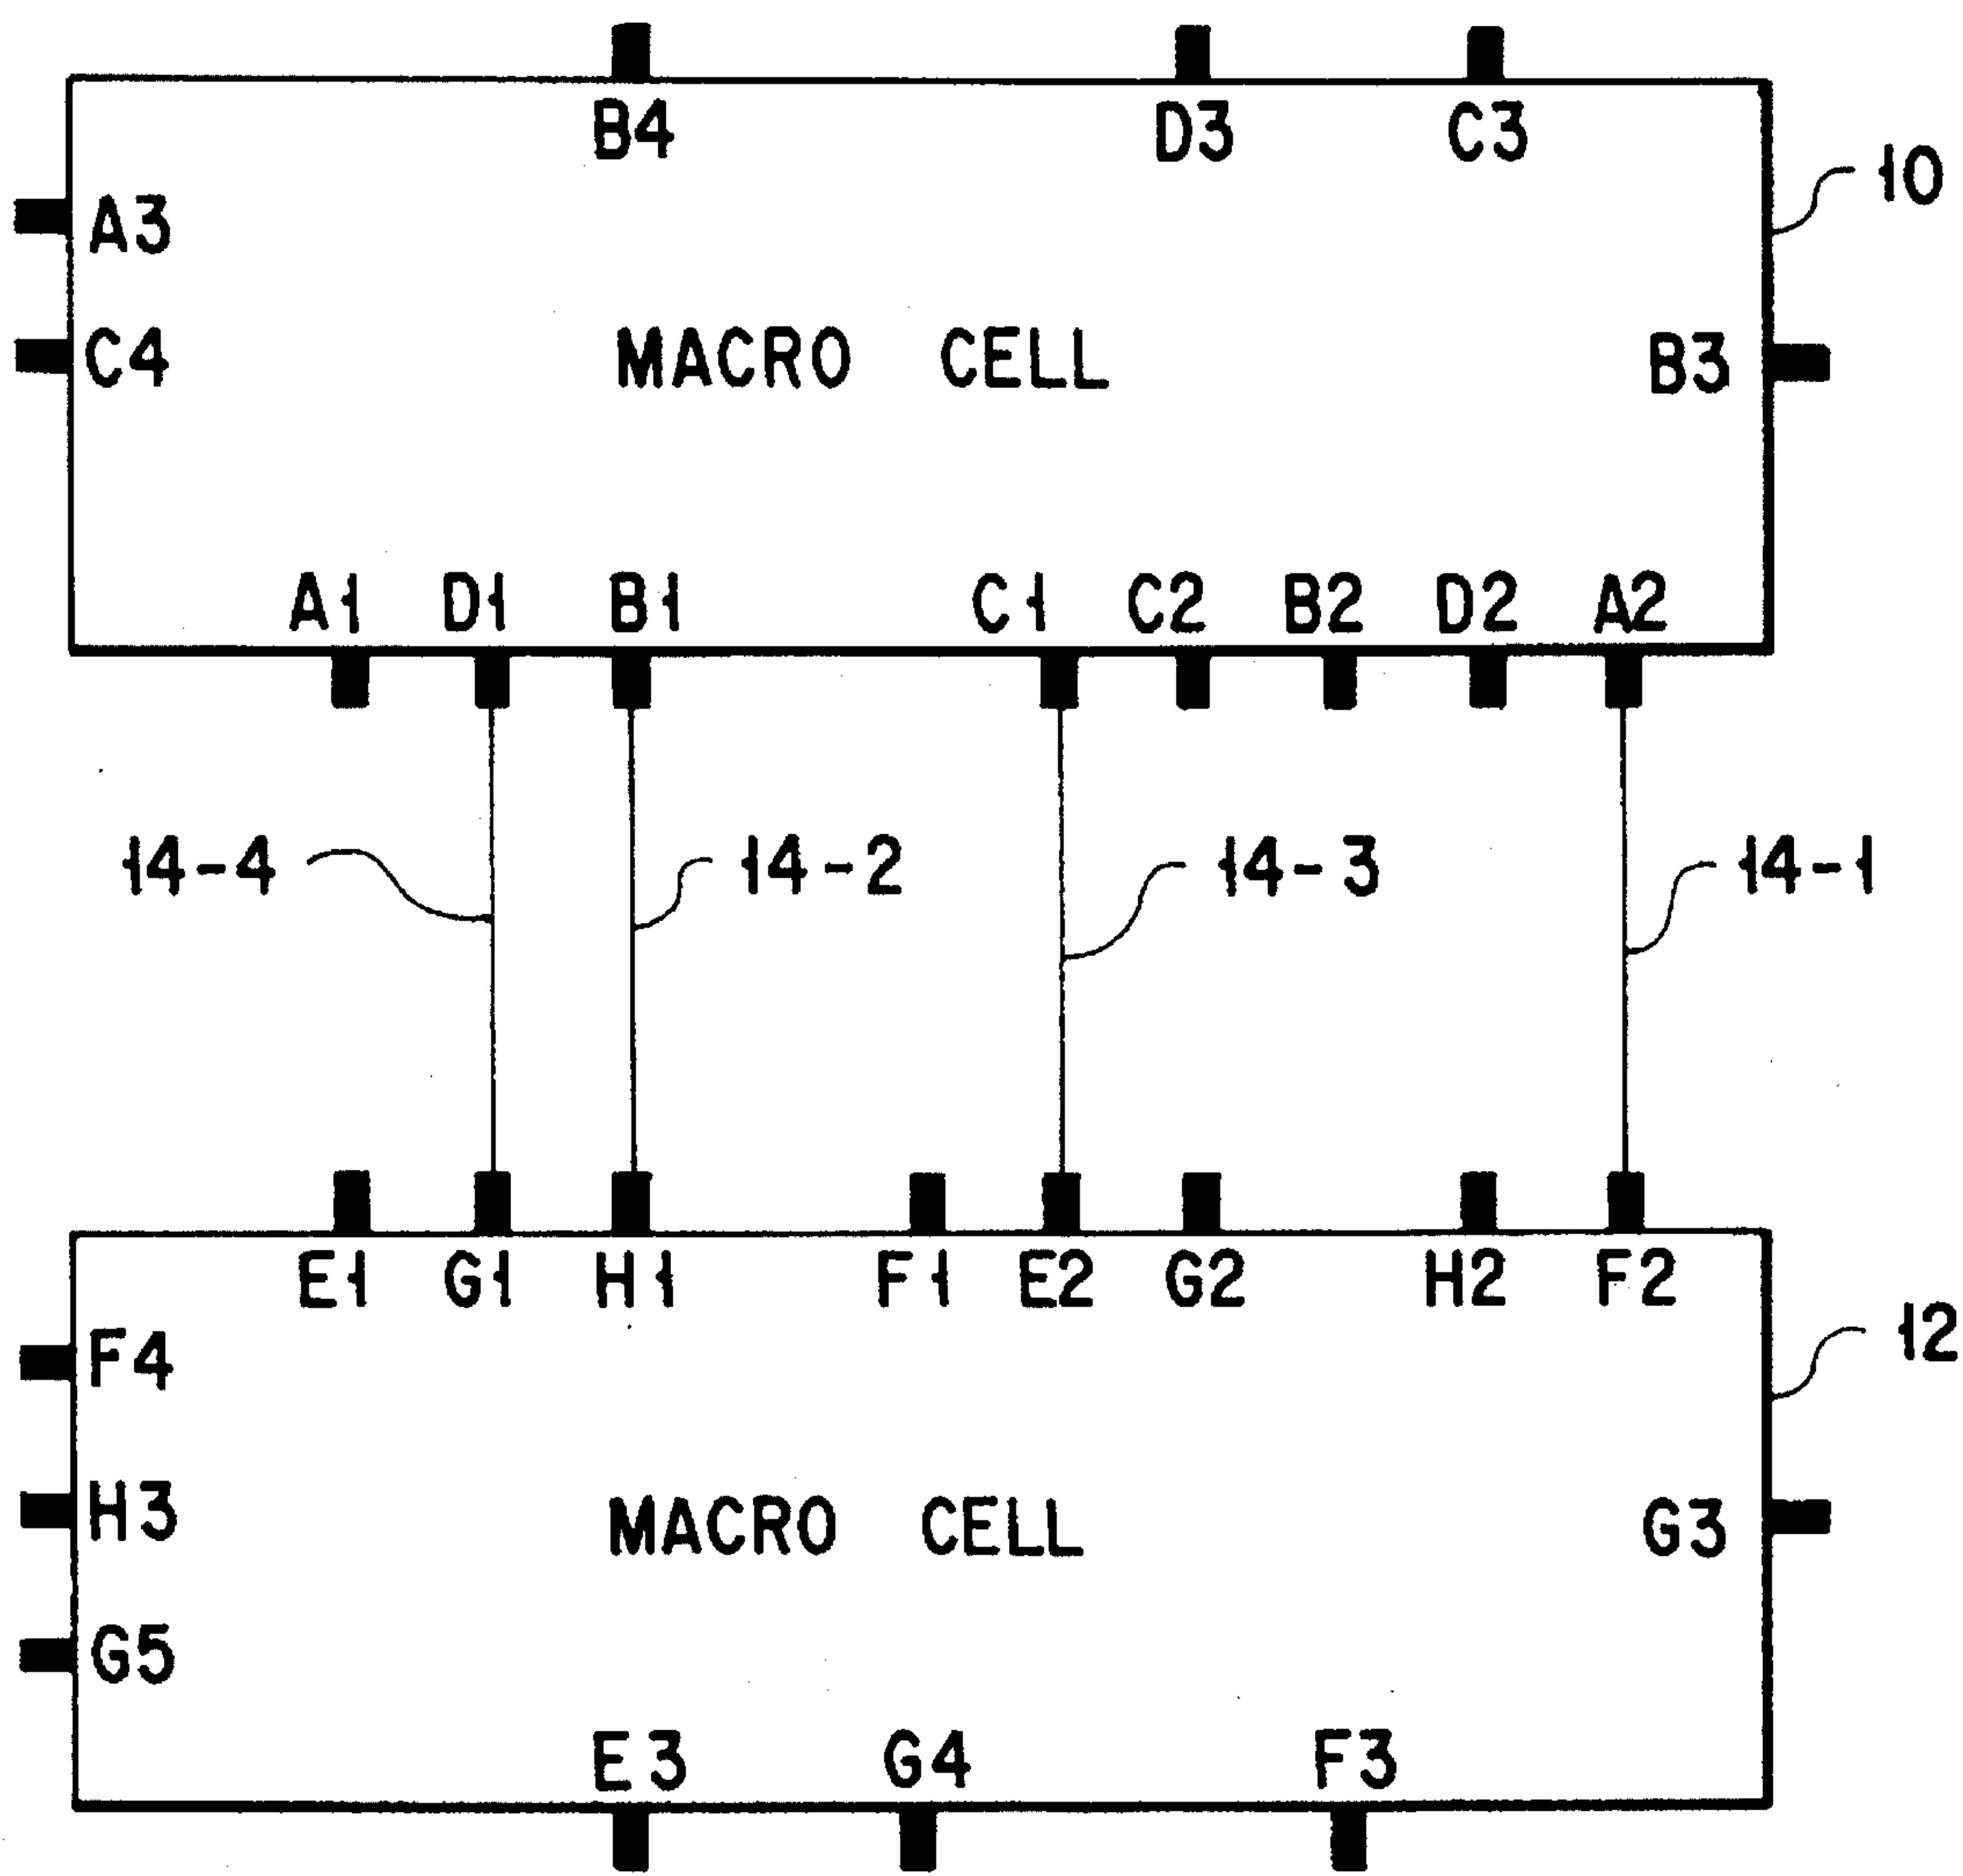 B4 D3 C3
10
A3
C4 MACRO CELL B3
A1 D1 B1 C1 C2 B2 D2 A2
14-4 14-2 14-3 14-1
E1 G1 H1 F1 E2 G2 H2 F2
12
F4
H3 MACRO CELL G3
G5
E3 G4 F3